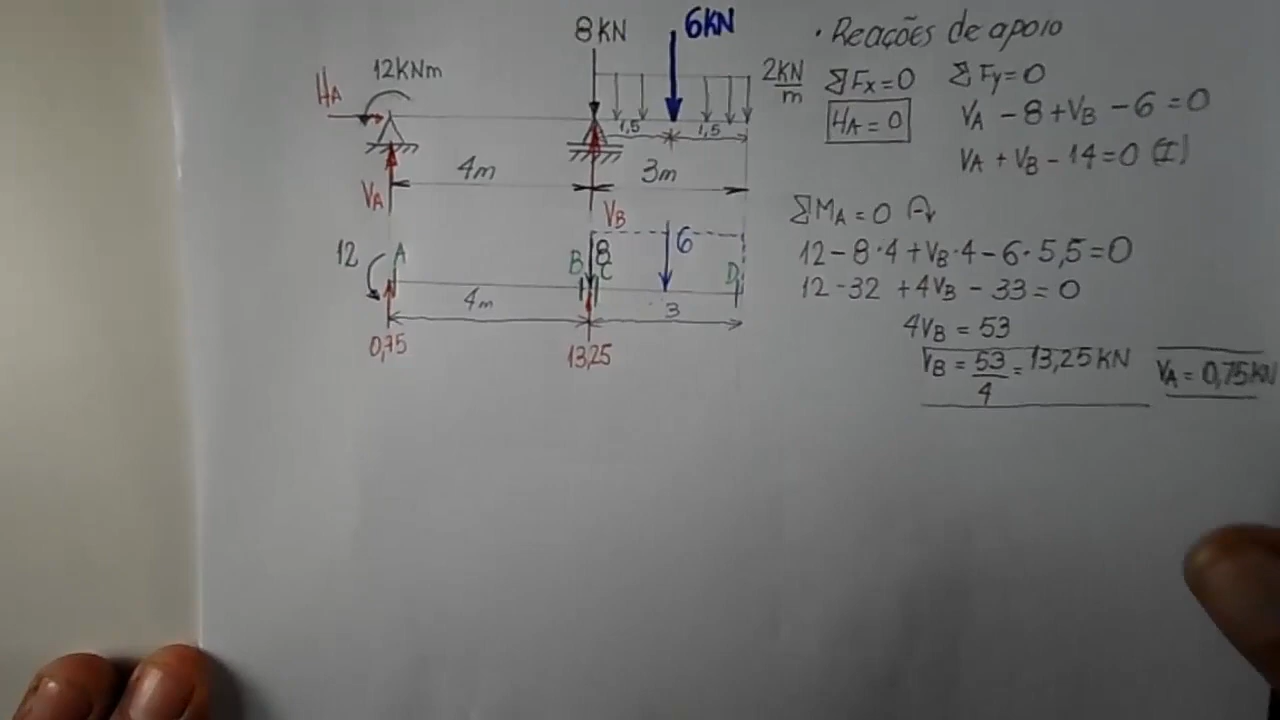 8KN
6KN
12KNm
HA
2KN/m
1,5
1,5
4m
3m
VA
VB
12
A
B
8
C
6
D
4m
3
0,75
13,25
· Reações de apoio
ΣFx=0
ΣFy=0
HA=0
VA - 8 + VB - 6 = 0
VA + VB - 14 = 0 (I)
ΣMA = 0
12 - 8·4 + VB·4 - 6·5,5 = 0
12 - 32 + 4VB - 33 = 0
4VB = 53
VB = 53/4 = 13,25 KN
VA = 0,75 KN